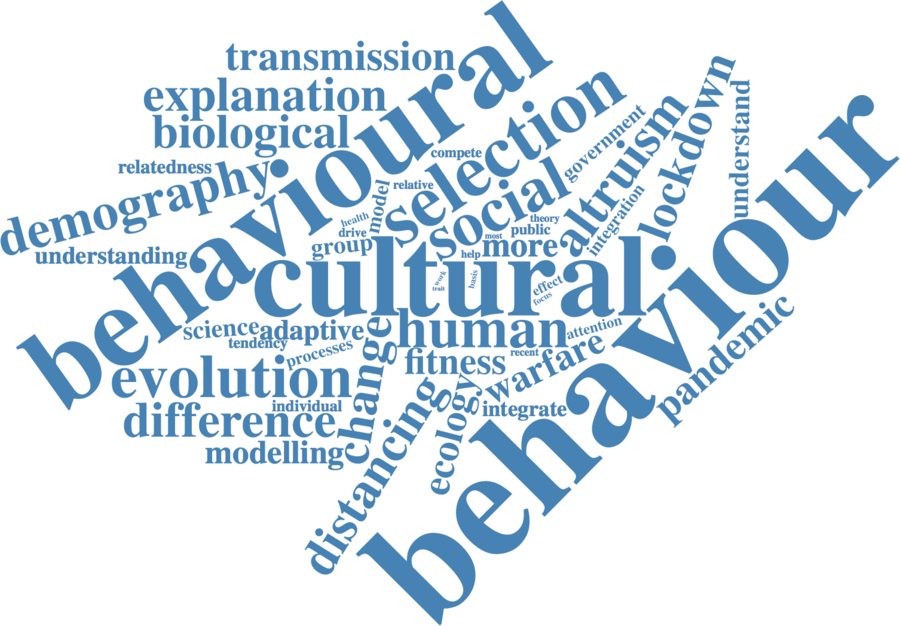 transmission
explanation
biological
relatedness
demography
understanding
behavioural
compete
selection
government
altruism
lockdown
understand
behaviour
health
drive
model
relative
social
theory
public
most
integration
group
help
more
cultural
work
trait
basis
effect
focus
science
adaptive
tendency
processes
change
human
attention
recent
fitness
warfare
pandemic
evolution
individual
difference
modelling
distancing
ecology
integrate